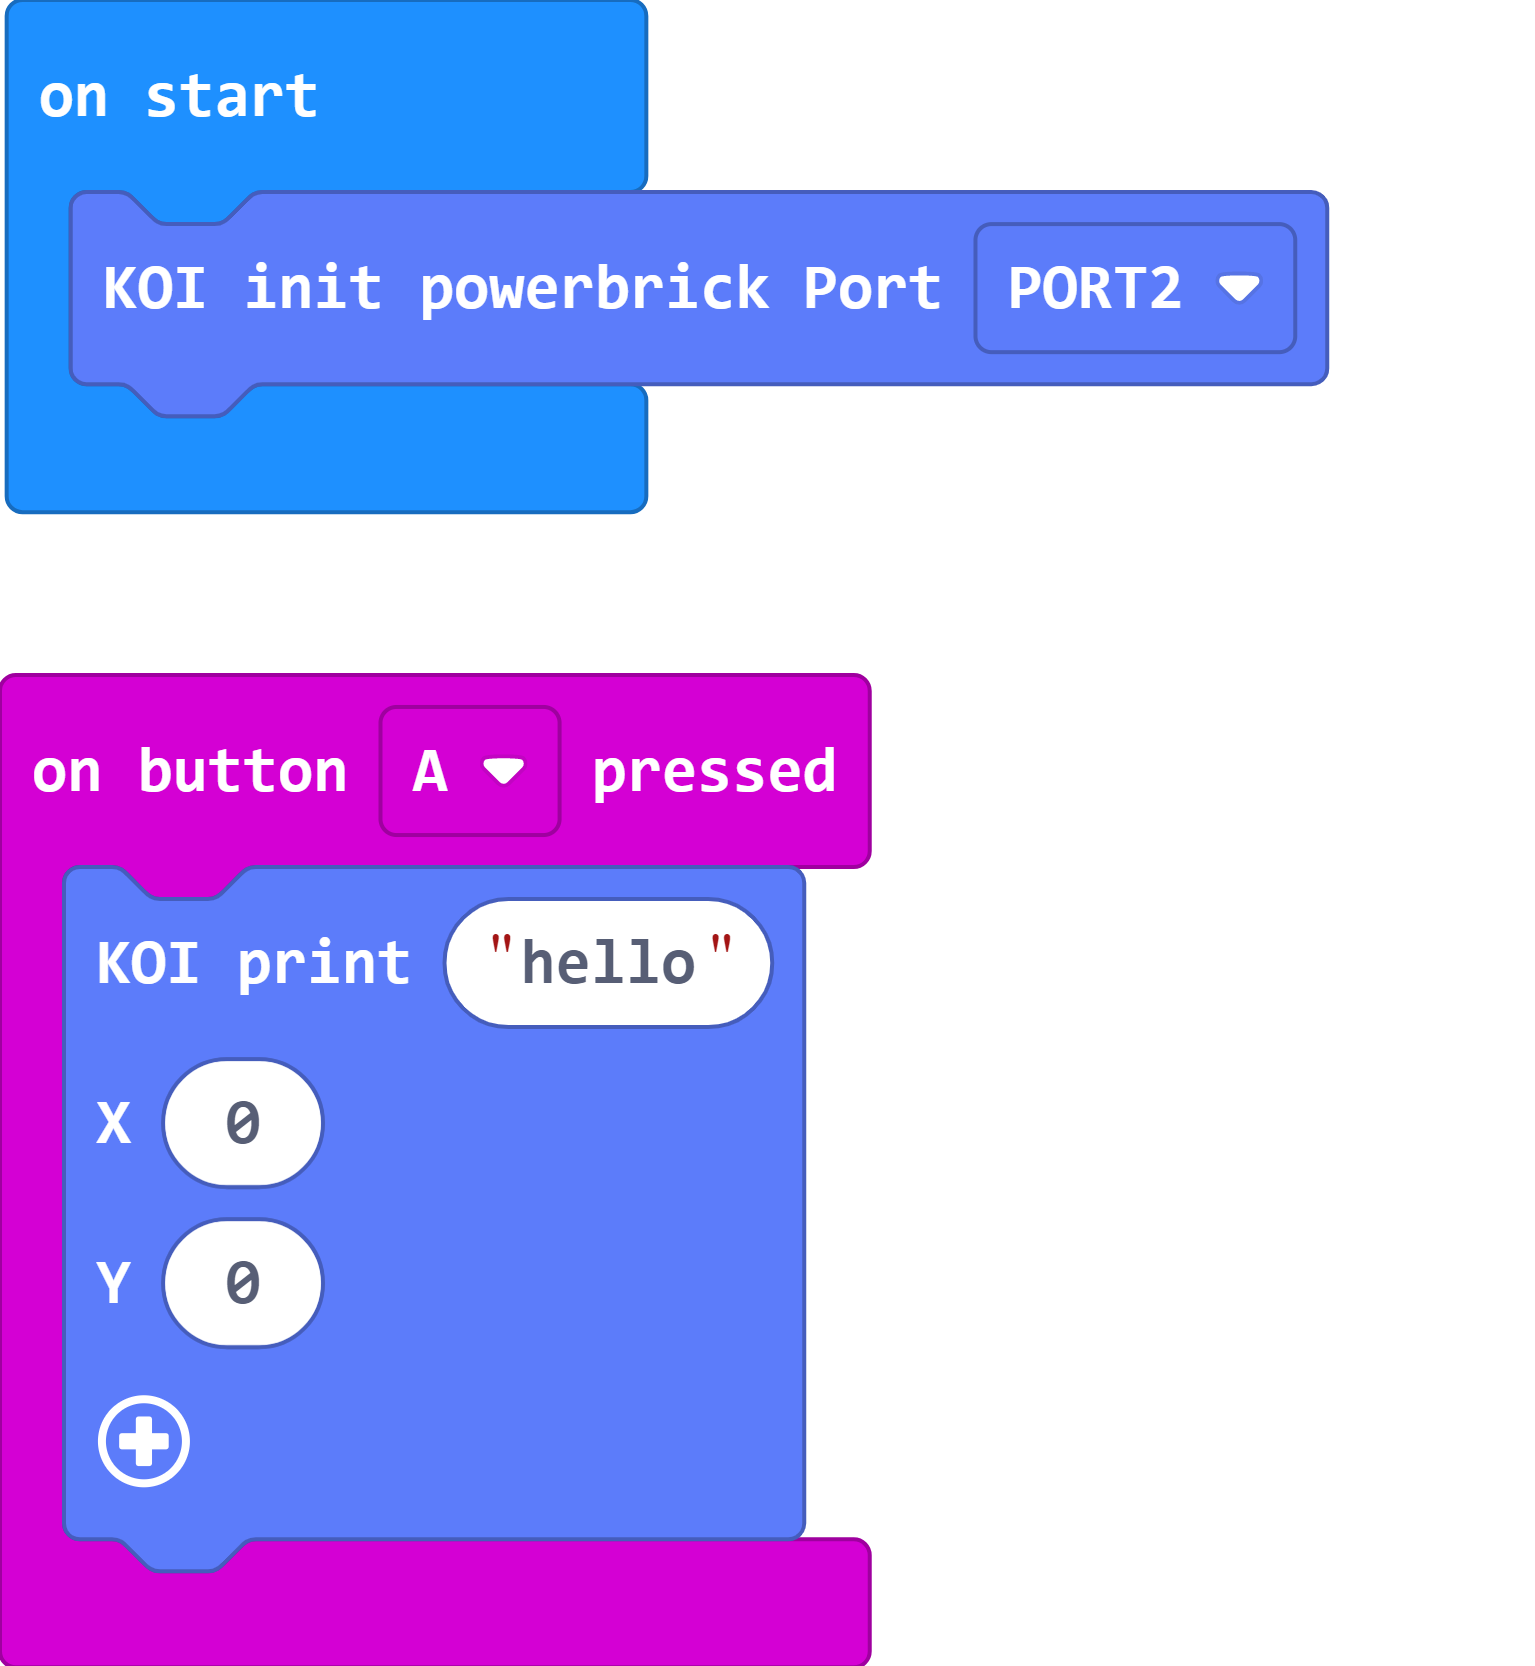 on start
KOI init powerbrick Port PORT2
on button A pressed
KOI print "hello"
X 0
Y 0